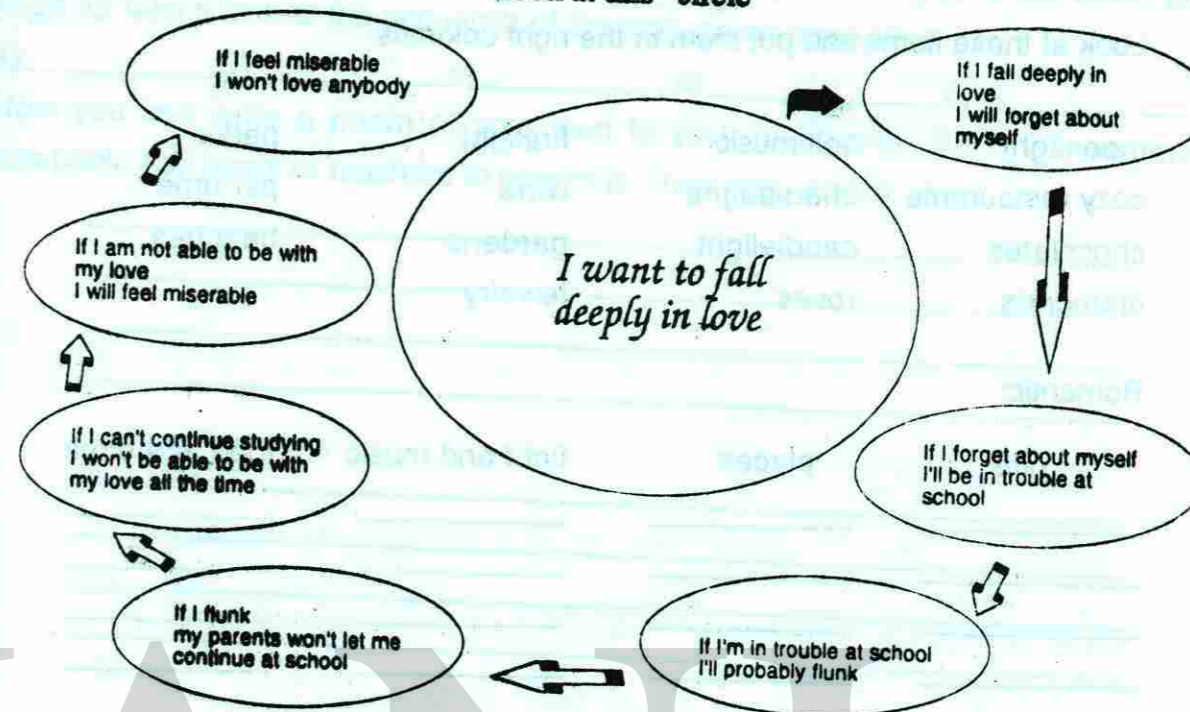 I want to fall
deeply in love
If I fall deeply in
love
I will forget about
myself
If I forget about myself
I'll be in trouble at
school
If I'm in trouble at school
I'll probably flunk
If I flunk
my parents won't let me
continue at school
If I can't continue studying
I won't be able to be with
my love all the time
If I am not able to be with
my love
I will feel miserable
If I feel miserable
I won't love anybody